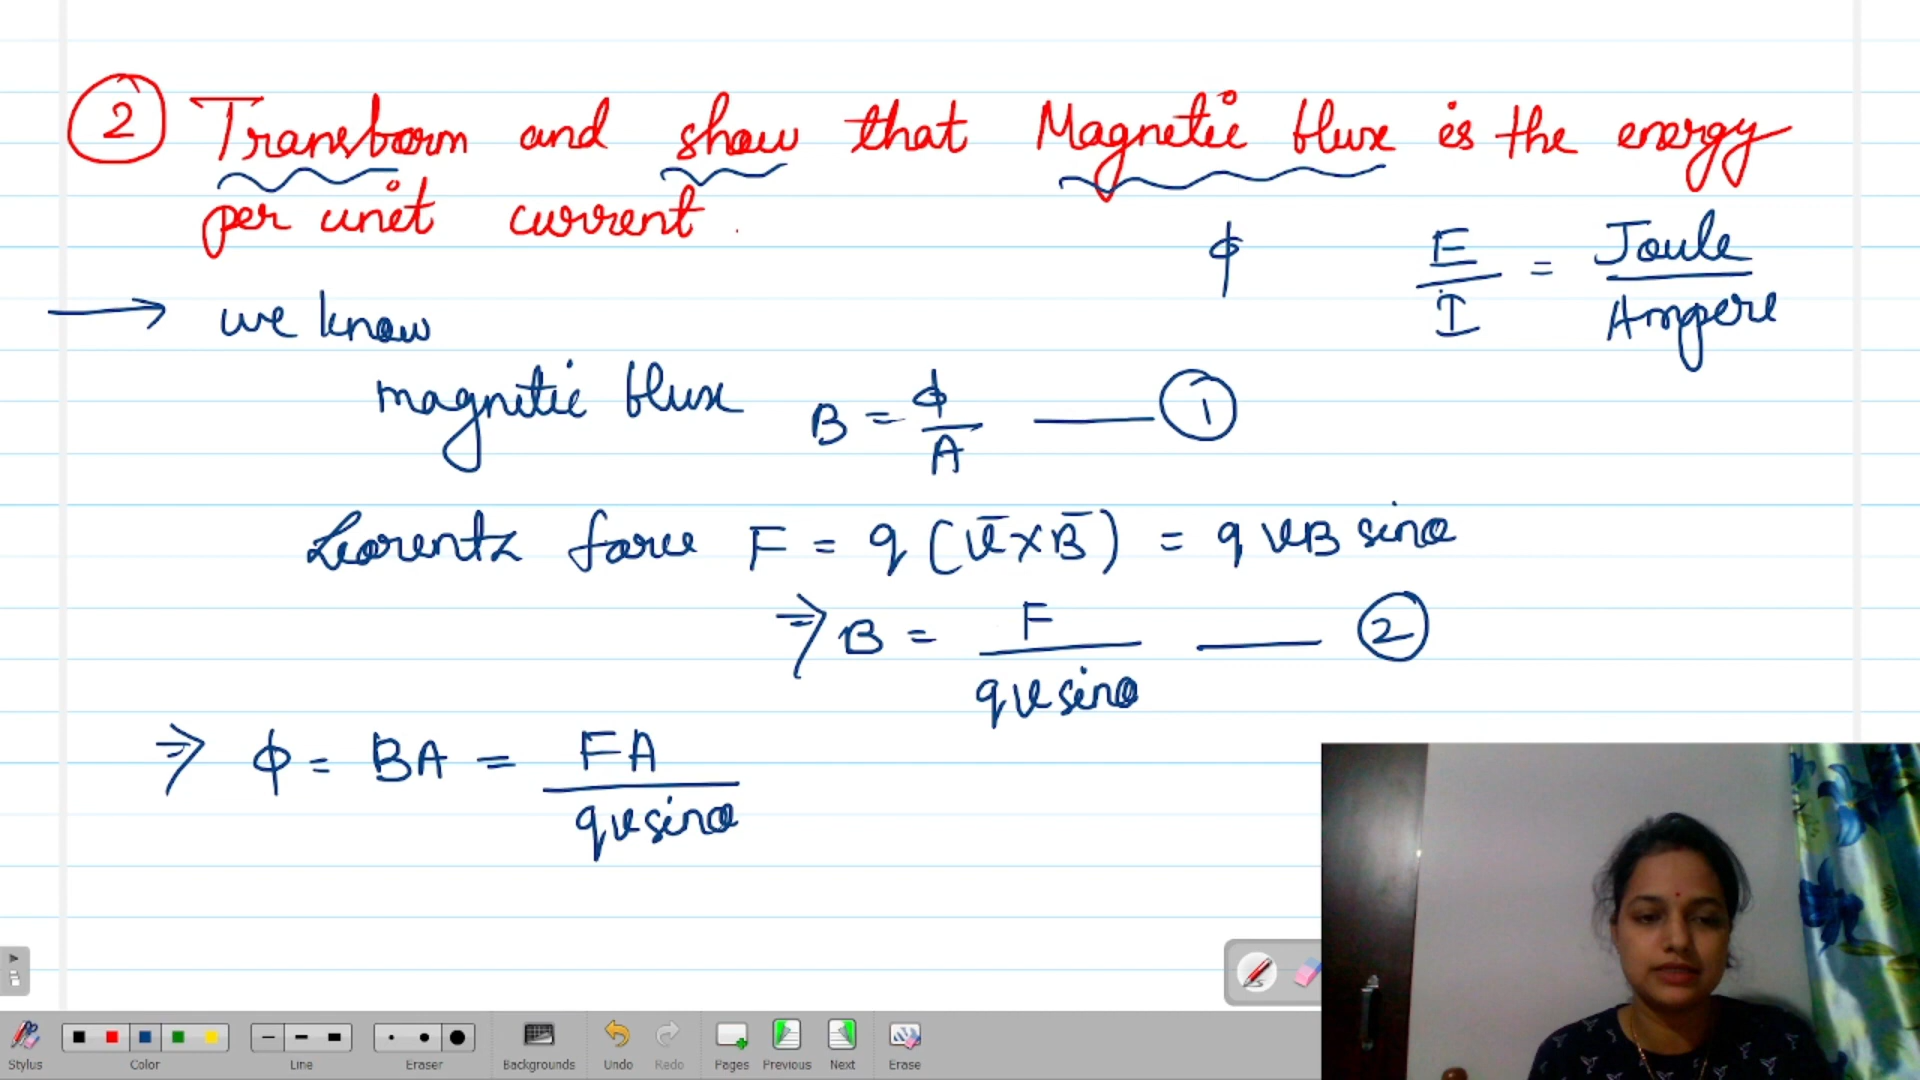 2 Transform and show that Magnetic flux is the energy
per unit current.
ϕ E/I = Joule/Ampere
→ we know
magnetic flux B = ϕ/A —— 1
Lorentz force F = q (v̄ × B̄) = q vB sinθ
⇒ B = F/qv sinθ —— 2
⇒ ϕ = BA = FA/qv sinθ
Stylus Color Line Eraser Backgrounds Undo Redo Pages Previous Next Erase